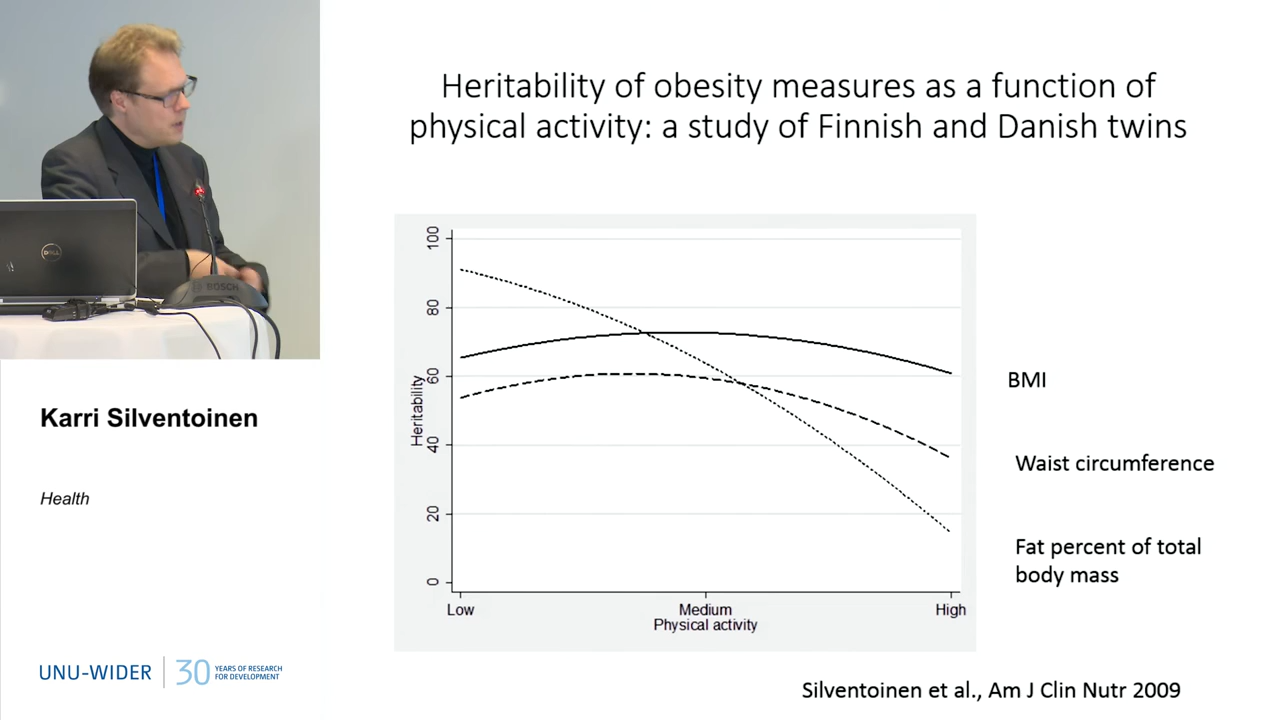 Heritability of obesity measures as a function of
physical activity: a study of Finnish and Danish twins
100
80
60
40
20
0
Heritability
Low
Medium
High
Physical activity
BMI
Waist circumference
Fat percent of total
body mass
Silventoinen et al., Am J Clin Nutr 2009
DELL
BOSCH
Karri Silventoinen
Health
UNU-WIDER
30 YEARS OF RESEARCH
FOR DEVELOPMENT